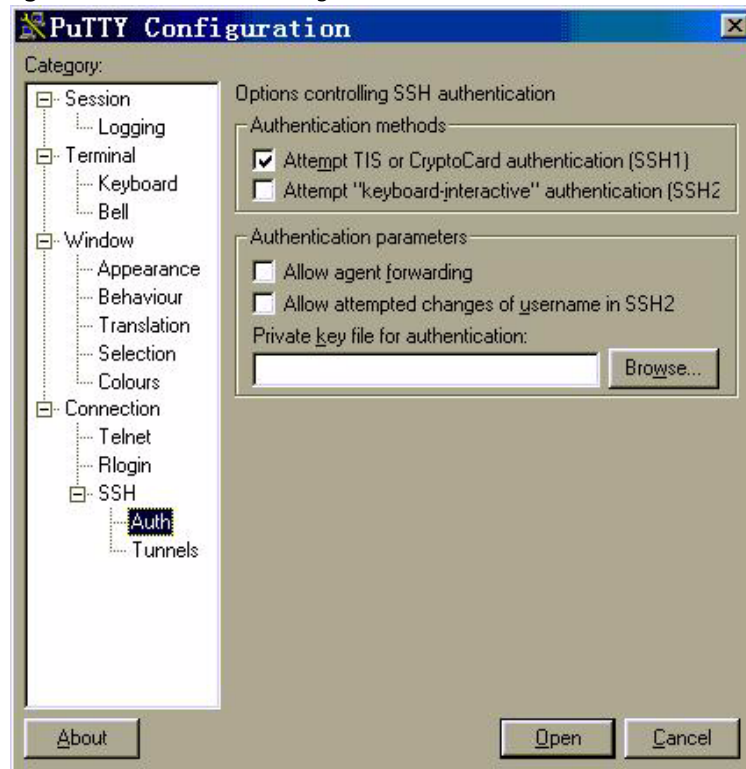 PuTTY Configuration
Category:
Session
Logging
Terminal
Keyboard
Bell
Window
Appearance
Behaviour
Translation
Selection
Colours
Connection
Telnet
Rlogin
SSH
Auth
Tunnels
Options controlling SSH authentication
Authentication methods
Attempt TIS or CryptoCard authentication (SSH1)
Attempt "keyboard-interactive" authentication (SSH2
Authentication parameters
Allow agent forwarding
Allow attempted changes of username in SSH2
Private key file for authentication:
Browse...
About
Open
Cancel